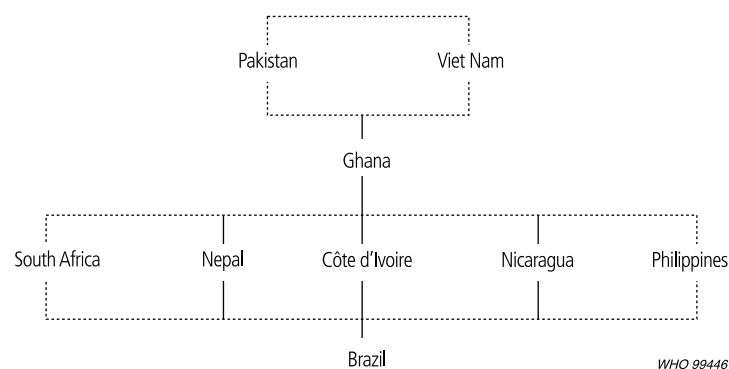 Pakistan Viet Nam
Ghana
South Africa Nepal Côte d'Ivoire Nicaragua Philippines
Brazil
WHO 99446